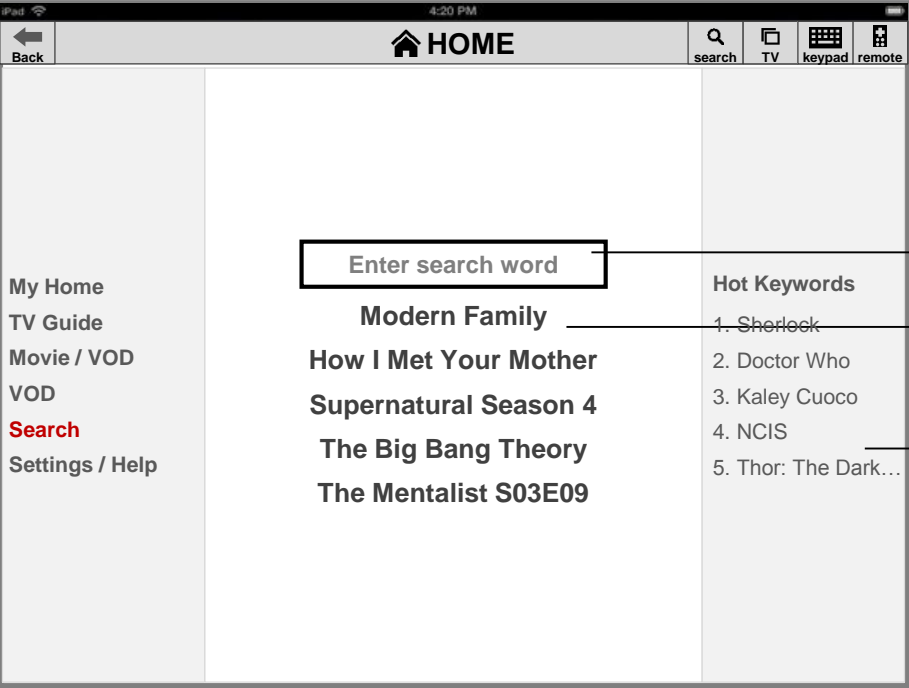 iPad 4:20 PM
Back
HOME
search TV keypad remote
My Home
TV Guide
Movie / VOD
VOD
Search
Settings / Help
Enter search word
Modern Family
How I Met Your Mother
Supernatural Season 4
The Big Bang Theory
The Mentalist S03E09
Hot Keywords
1. Sherlock
2. Doctor Who
3. Kaley Cuoco
4. NCIS
5. Thor: The Dark…